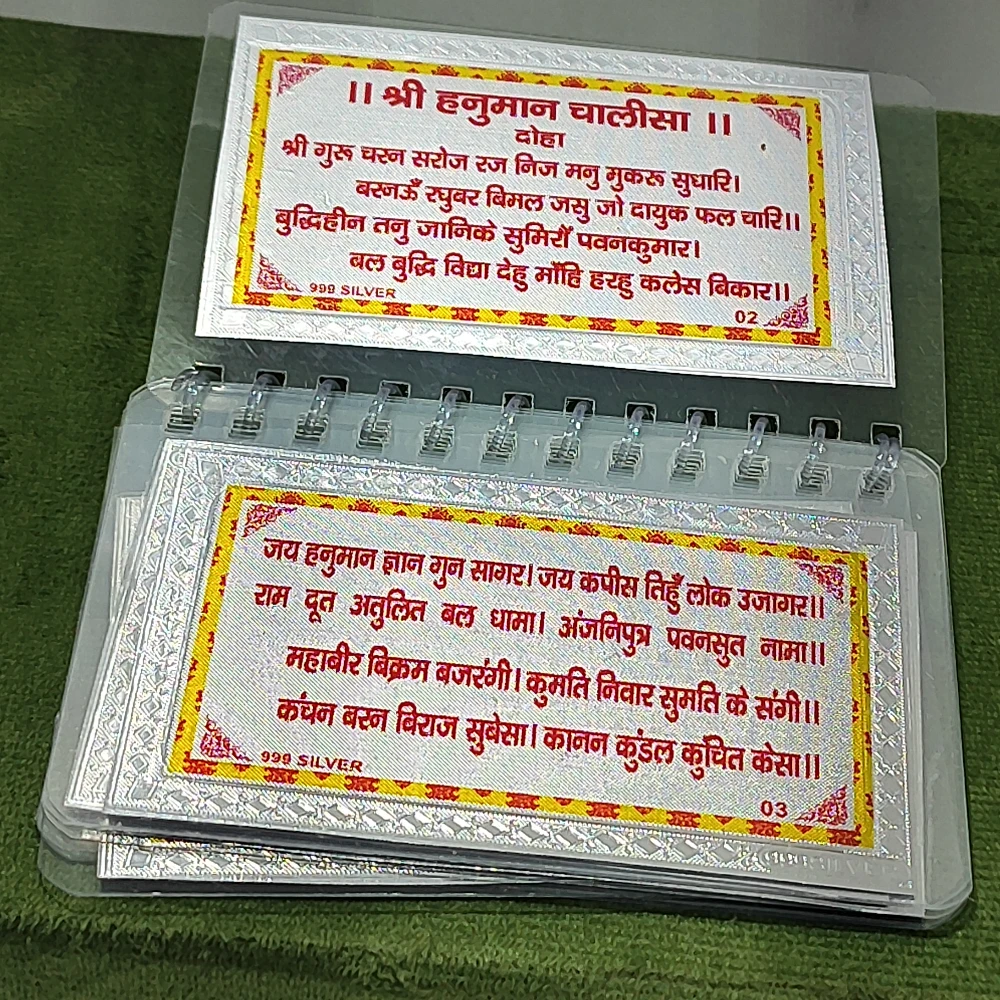 ।। श्री हनुमान चालीसा ।।
दोहा
श्री गुरू चरन सरोज रज निज मनु मुकरू सुधारि।
बरनऊँ रघुबर बिमल जसु जो दायुक फल चारि।।
बुद्धिहीन तनु जानिके सुमिरौं पवनकुमार।
बल बुद्धि विद्या देहु माँहि हरहु कलेस बिकार।।
999 SILVER
02
जय हनुमान ज्ञान गुन सागर। जय कपीस तिहुँ लोक उजागर।।
राम दूत अतुलित बल धामा। अंजनिपुत्र पवनसुत नामा।।
महाबीर बिक्रम बजरंगी। कुमति निवार सुमति के संगी।।
कंचन बरन बिराज सुबेसा। कानन कुंडल कुंचित केसा।।
999 SILVER
03